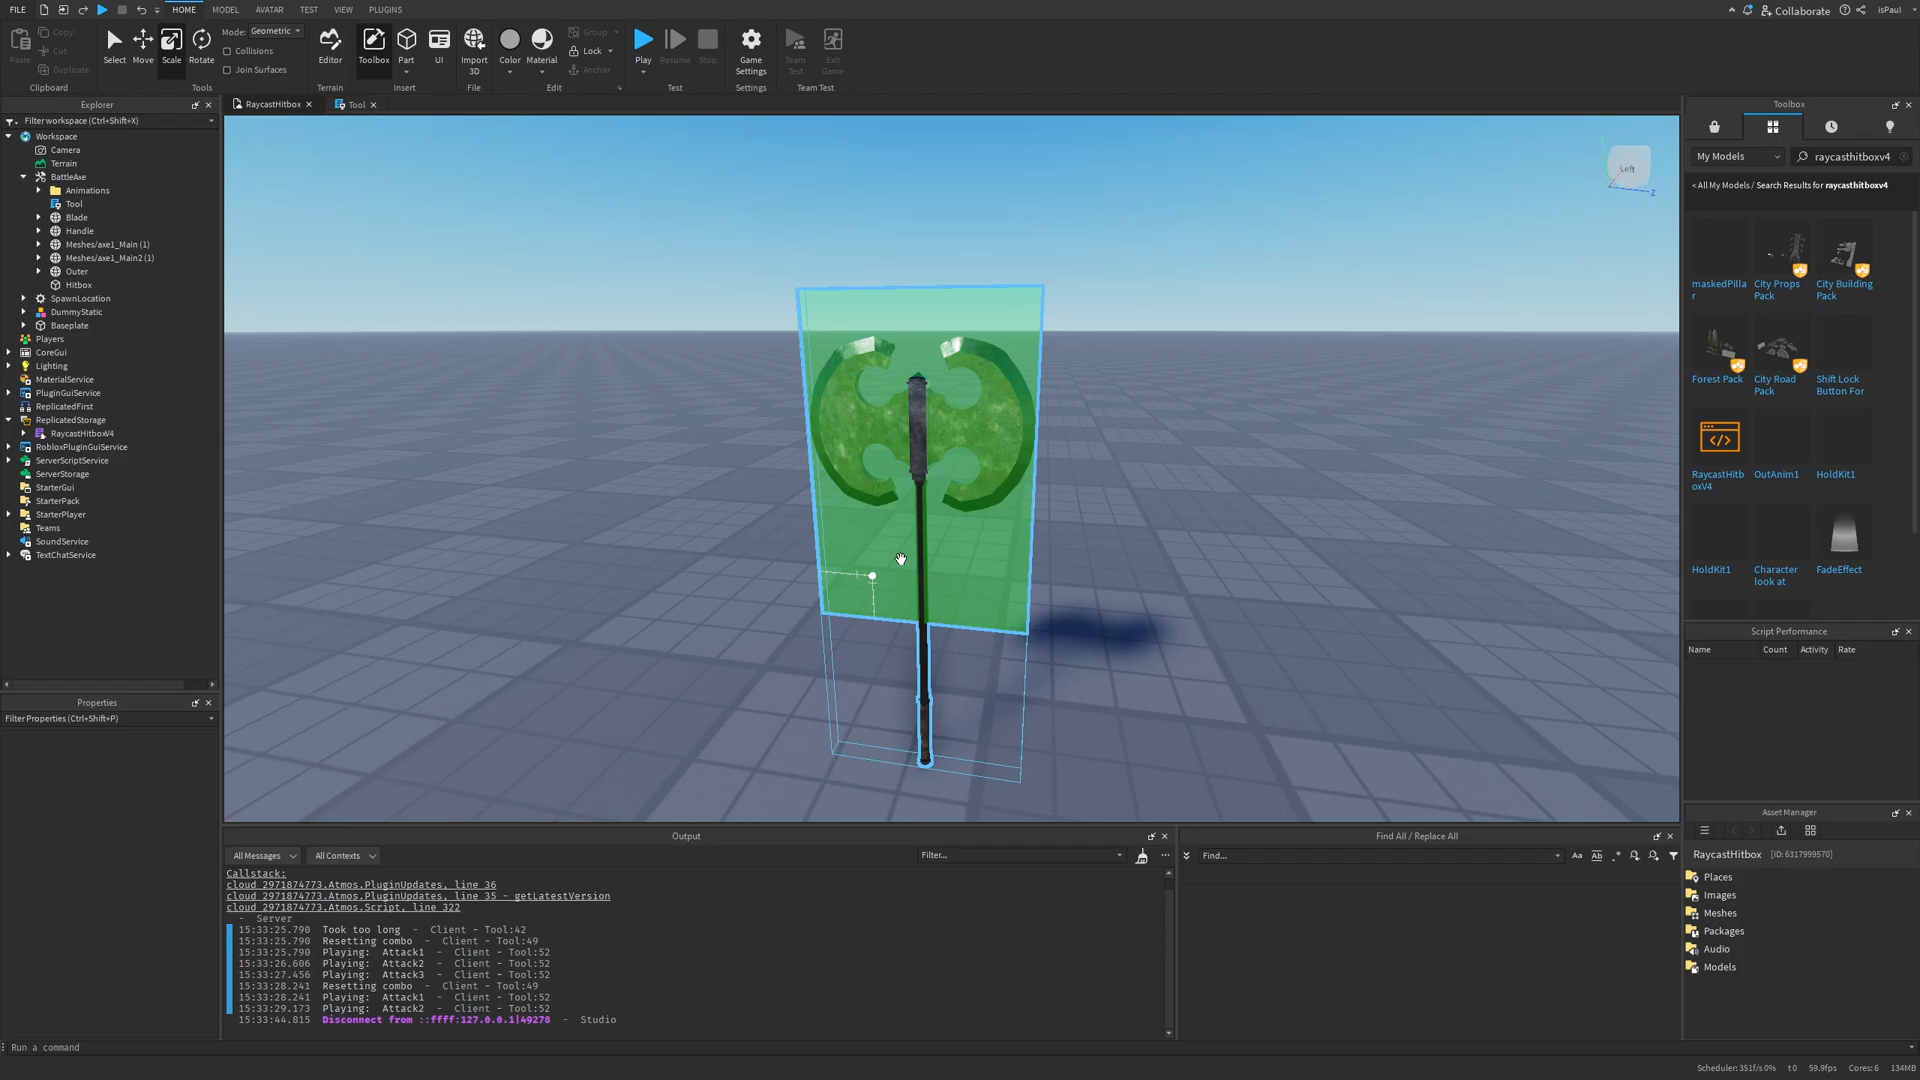 FILE
HOME
MODEL
AVATAR
TEST
VIEW
PLUGINS
Collaborate
isPaul
Paste
Copy
Cut
Duplicate
Clipboard
Select
Move
Scale
Rotate
Mode: Geometric
Collisions
Join Surfaces
Tools
Editor
Terrain
Toolbox
Part
UI
Insert
Import
3D
File
Color
Material
Group
Lock
Anchor
Edit
Play
Resume
Stop
Test
Game
Settings
Settings
Team
Test
Exit
Game
Team Test
Explorer
Filter workspace (Ctrl+Shift+X)
Workspace
Camera
Terrain
BattleAxe
Animations
Tool
Blade
Handle
Meshes/axe1_Main (1)
Meshes/axe1_Main2 (1)
Outer
Hitbox
SpawnLocation
DummyStatic
Baseplate
Players
CoreGui
Lighting
MaterialService
PluginGuiService
ReplicatedFirst
ReplicatedStorage
RaycastHitboxV4
RobloxPluginGuiService
ServerScriptService
ServerStorage
StarterGui
StarterPack
StarterPlayer
Teams
SoundService
TextChatService
Properties
Filter Properties (Ctrl+Shift+P)
RaycastHitbox
Tool
Left
Z
Toolbox
My Models
raycasthitboxv4
< All My Models / Search Results for raycasthitboxv4
maskedPilla
r
City Props
Pack
City Building
Pack
Forest Pack
City Road
Pack
Shift Lock
Button For
RaycastHitb
oxV4
OutAnim1
HoldKit1
HoldKit1
Character
look at
FadeEffect
Script Performance
Name
Count
Activity
Rate
Asset Manager
RaycastHitbox
[ID: 6317999570]
Places
Images
Meshes
Packages
Audio
Models
Output
All Messages
All Contexts
Filter...
Callstack:
cloud_2971874773.Atmos.PluginUpdates, line 36
cloud_2971874773.Atmos.PluginUpdates, line 35 - getLatestVersion
cloud_2971874773.Atmos.Script, line 322
- Server
15:33:25.790 Took too long - Client - Tool:42
15:33:25.790 Resetting combo - Client - Tool:49
15:33:25.790 Playing: Attack1 - Client - Tool:52
15:33:26.606 Playing: Attack2 - Client - Tool:52
15:33:27.456 Playing: Attack3 - Client - Tool:52
15:33:28.241 Resetting combo - Client - Tool:49
15:33:28.241 Playing: Attack1 - Client - Tool:52
15:33:29.173 Playing: Attack2 - Client - Tool:52
15:33:44.815 Disconnect from ::ffff:127.0.0.1|49278 - Studio
Find All / Replace All
Find...
Aa
Ab
Run a command
Scheduler: 351f/s 0%
t 0
59.9fps
Cores: 6
134MB